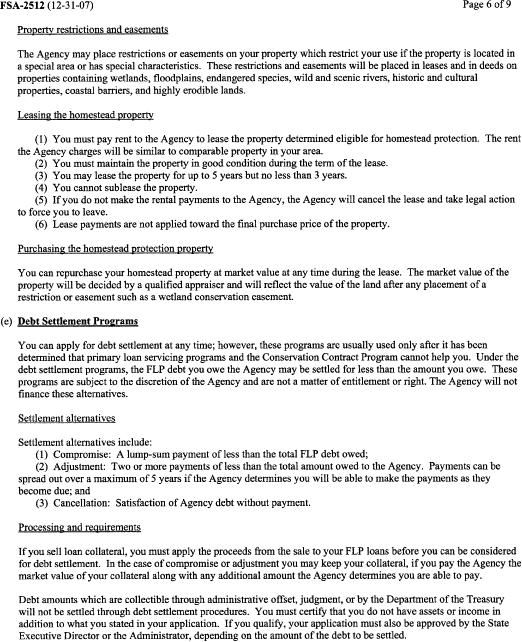 FSA-2512 (12-31-07) Page 6 of 9
Property restrictions and easements
The Agency may place restrictions or easements on your property which restrict your use if the property is located in
a special area or has special characteristics. These restrictions and easements will be placed in leases and in deeds on
properties containing wetlands, floodplains, endangered species, wild and scenic rivers, historic and cultural
properties, coastal barriers, and highly erodible lands.
Leasing the homestead property
(1) You must pay rent to the Agency to lease the property determined eligible for homestead protection. The rent
the Agency charges will be similar to comparable property in your area.
(2) You must maintain the property in good condition during the term of the lease.
(3) You may lease the property for up to 5 years but no less than 3 years.
(4) You cannot sublease the property.
(5) If you do not make the rental payments to the Agency, the Agency will cancel the lease and take legal action
to force you to leave.
(6) Lease payments are not applied toward the final purchase price of the property.
Purchasing the homestead protection property
You can repurchase your homestead property at market value at any time during the lease. The market value of the
property will be decided by a qualified appraiser and will reflect the value of the land after any placement of a
restriction or easement such as a wetland conservation easement.
(e) Debt Settlement Programs
You can apply for debt settlement at any time; however, these programs are usually used only after it has been
determined that primary loan servicing programs and the Conservation Contract Program cannot help you. Under the
debt settlement programs, the FLP debt you owe the Agency may be settled for less than the amount you owe. These
programs are subject to the discretion of the Agency and are not a matter of entitlement or right. The Agency will not
finance these alternatives.
Settlement alternatives
Settlement alternatives include:
(1) Compromise: A lump-sum payment of less than the total FLP debt owed;
(2) Adjustment: Two or more payments of less than the total amount owed to the Agency. Payments can be
spread out over a maximum of 5 years if the Agency determines you will be able to make the payments as they
become due; and
(3) Cancellation: Satisfaction of Agency debt without payment.
Processing and requirements
If you sell loan collateral, you must apply the proceeds from the sale to your FLP loans before you can be considered
for debt settlement. In the case of compromise or adjustment you may keep your collateral, if you pay the Agency the
market value of your collateral along with any additional amount the Agency determines you are able to pay.
Debt amounts which are collectible through administrative offset, judgment, or by the Department of the Treasury
will not be settled through debt settlement procedures. You must certify that you do not have assets or income in
addition to what you stated in your application. If you qualify, your application must also be approved by the State
Executive Director or the Administrator, depending on the amount of the debt to be settled.